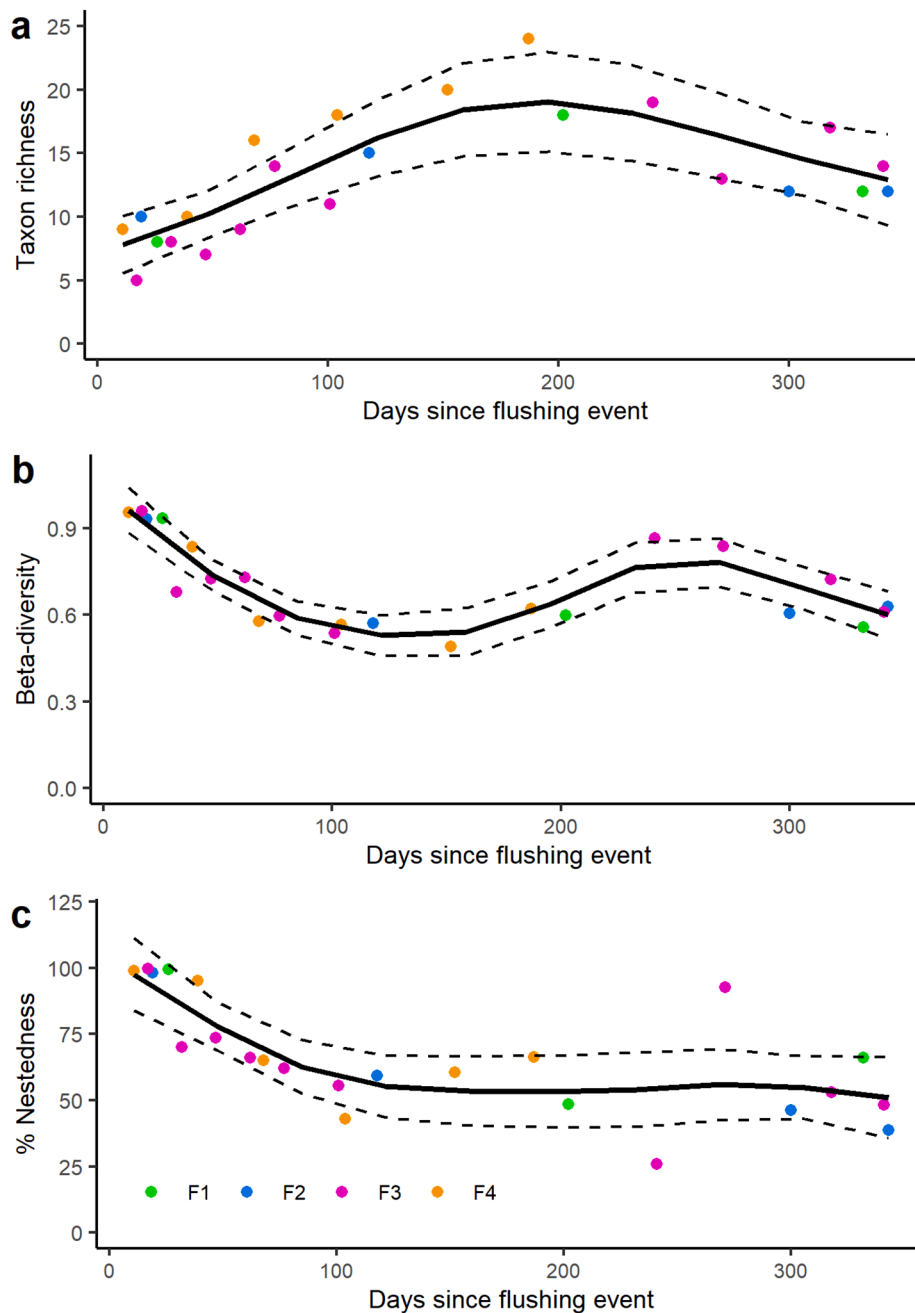 a
25
20
15
10
5
0
Taxon richness
0 100 200 300
Days since flushing event
b
0.9
0.6
0.3
0.0
Beta-diversity
0 100 200 300
Days since flushing event
c
125
100
75
50
25
0
% Nestedness
F1 F2 F3 F4
0 100 200 300
Days since flushing event